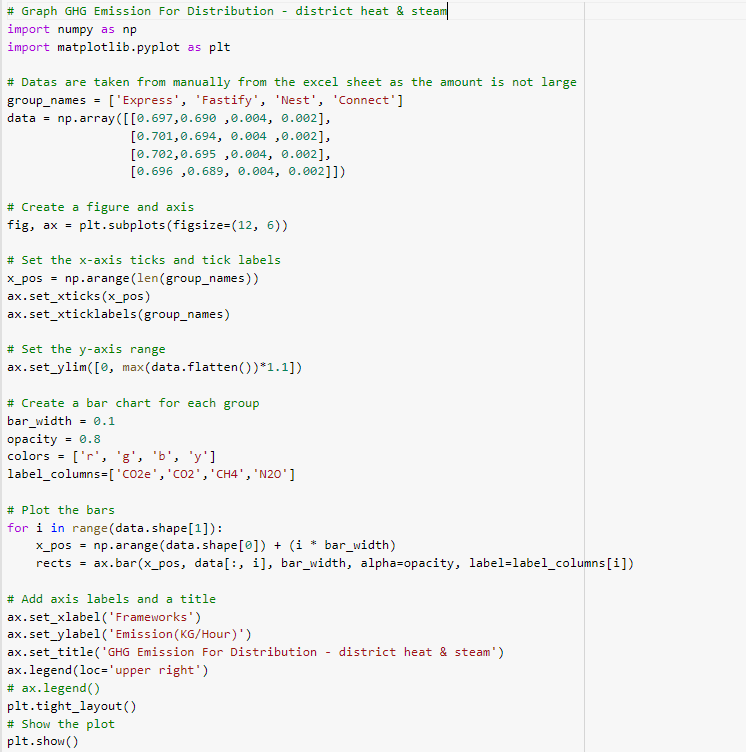 # Graph GHG Emission For Distribution - district heat & steam
import numpy as np
import matplotlib.pyplot as plt
# Datas are taken from manually from the excel sheet as the amount is not large
group_names = ['Express', 'Fastify', 'Nest', 'Connect']
data = np.array([[0.697,0.690 ,0.004, 0.002],
[0.701,0.694, 0.004 ,0.002],
[0.702,0.695 ,0.004, 0.002],
[0.696 ,0.689, 0.004, 0.002]])
# Create a figure and axis
fig, ax = plt.subplots(figsize=(12, 6))
# Set the x-axis ticks and tick labels
x_pos = np.arange(len(group_names))
ax.set_xticks(x_pos)
ax.set_xticklabels(group_names)
# Set the y-axis range
ax.set_ylim([0, max(data.flatten())*1.1])
# Create a bar chart for each group
bar_width = 0.1
opacity = 0.8
colors = ['r', 'g', 'b', 'y']
label_columns=['CO2e','CO2','CH4','N2O']
# Plot the bars
for i in range(data.shape[1]):
x_pos = np.arange(data.shape[0]) + (i * bar_width)
rects = ax.bar(x_pos, data[:, i], bar_width, alpha=opacity, label=label_columns[i])
# Add axis labels and a title
ax.set_xlabel('Frameworks')
ax.set_ylabel('Emission(KG/Hour)')
ax.set_title('GHG Emission For Distribution - district heat & steam')
ax.legend(loc='upper right')
# ax.legend()
plt.tight_layout()
# Show the plot
plt.show()